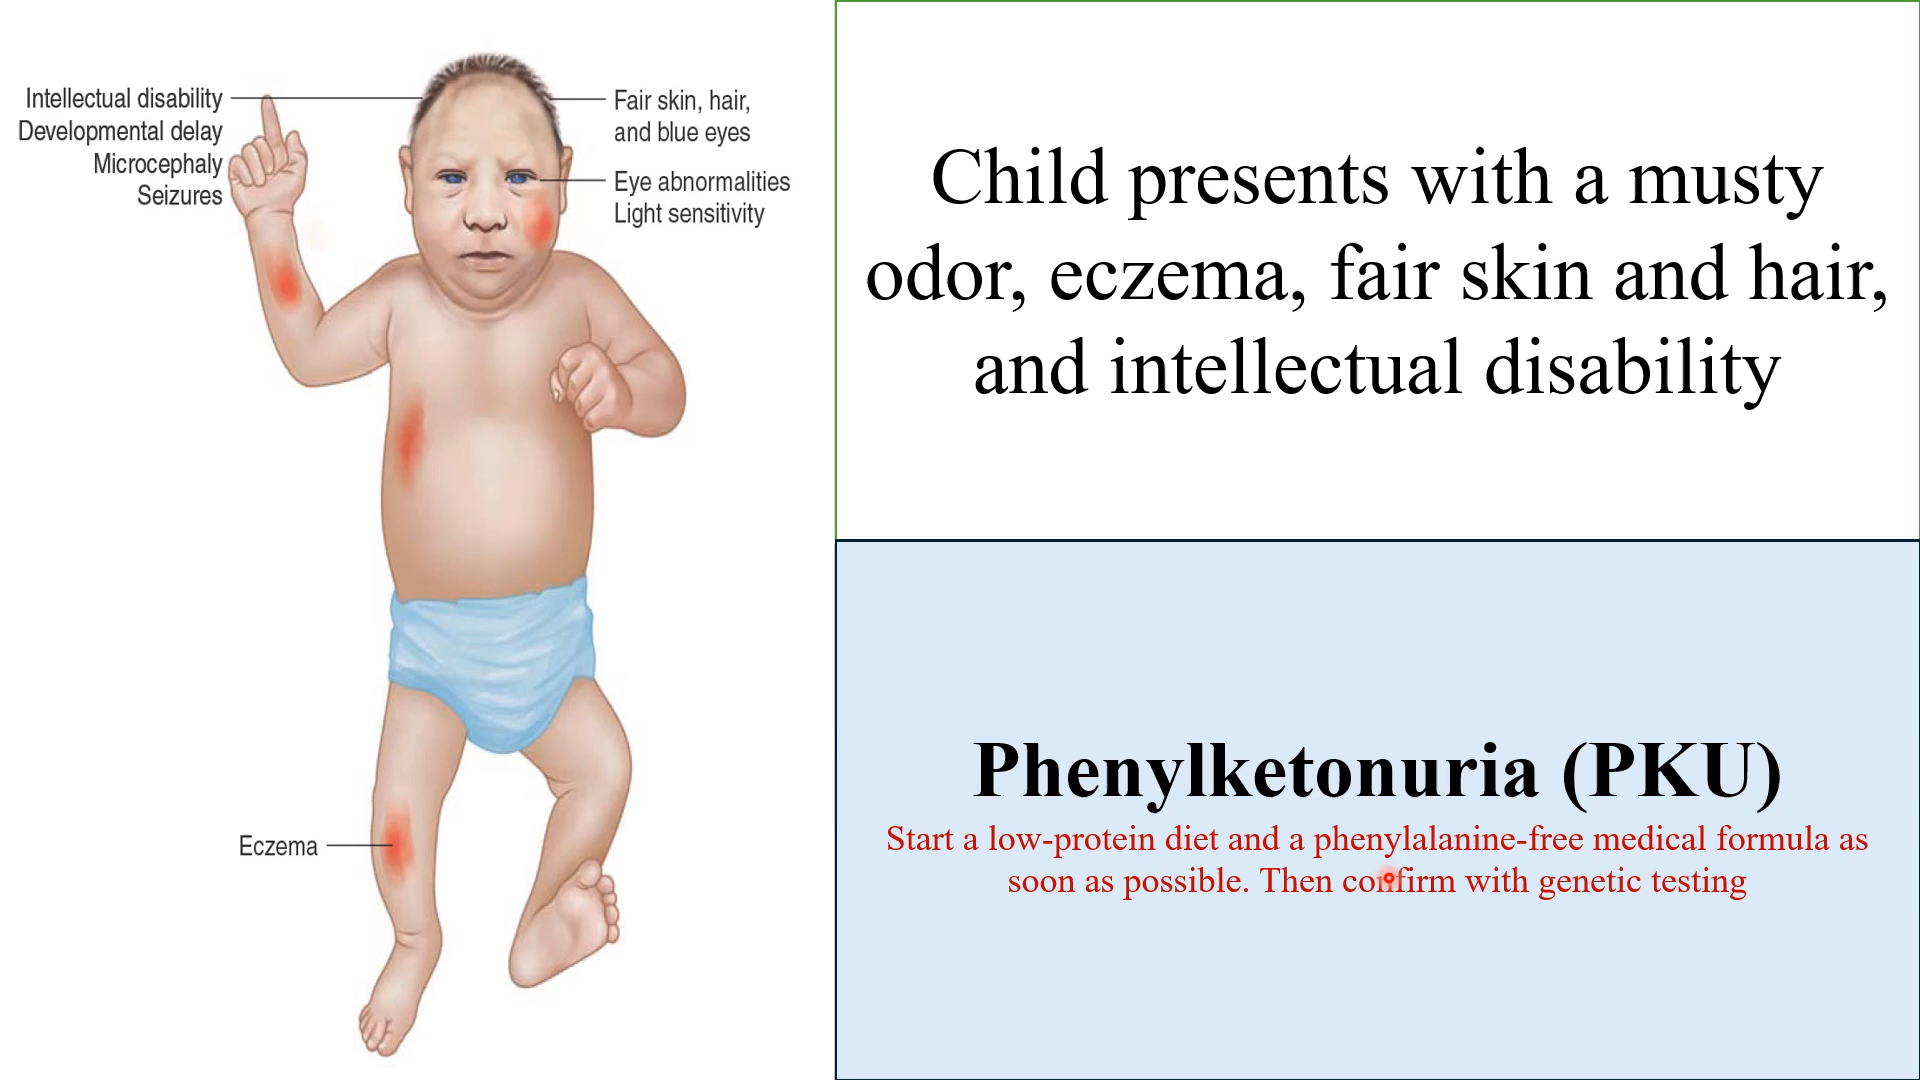 Intellectual disability
Developmental delay
Microcephaly
Seizures
Fair skin, hair,
and blue eyes
Eye abnormalities
Light sensitivity
Eczema
Child presents with a musty
odor, eczema, fair skin and hair,
and intellectual disability
Phenylketonuria (PKU)
Start a low-protein diet and a phenylalanine-free medical formula as
soon as possible. Then confirm with genetic testing